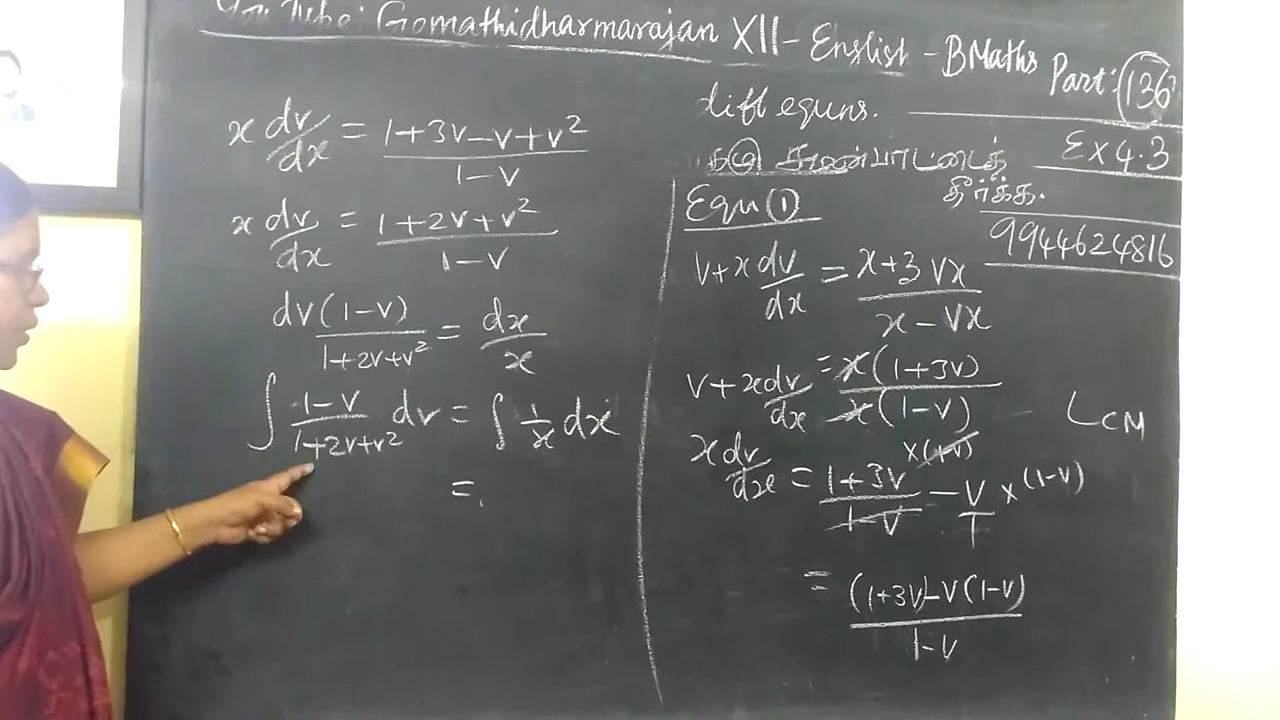 You Tube: Gomathidharmarajan XII - English - BMaths Part: 136
diffl equns.
Ex 4.3
தீர்க்க.
9944624816
x dv/dx = (1+3v-v+v²)/(1-v)
x dv/dx = (1+2v+v²)/(1-v)
dv(1-v)/(1+2v+v²) = dx/x
∫ (1-v)/(1+2v+v²) dv = ∫ 1/x dx
=
Equ ①
v+x dv/dx = (x+3vx)/(x-vx)
v+x dv/dx = x(1+3v)/x(1-v)
LCM
x dv/dx = (1+3v)/(1-v) - v/1 × (1-v)
= ((1+3v)-v(1-v))/(1-v)